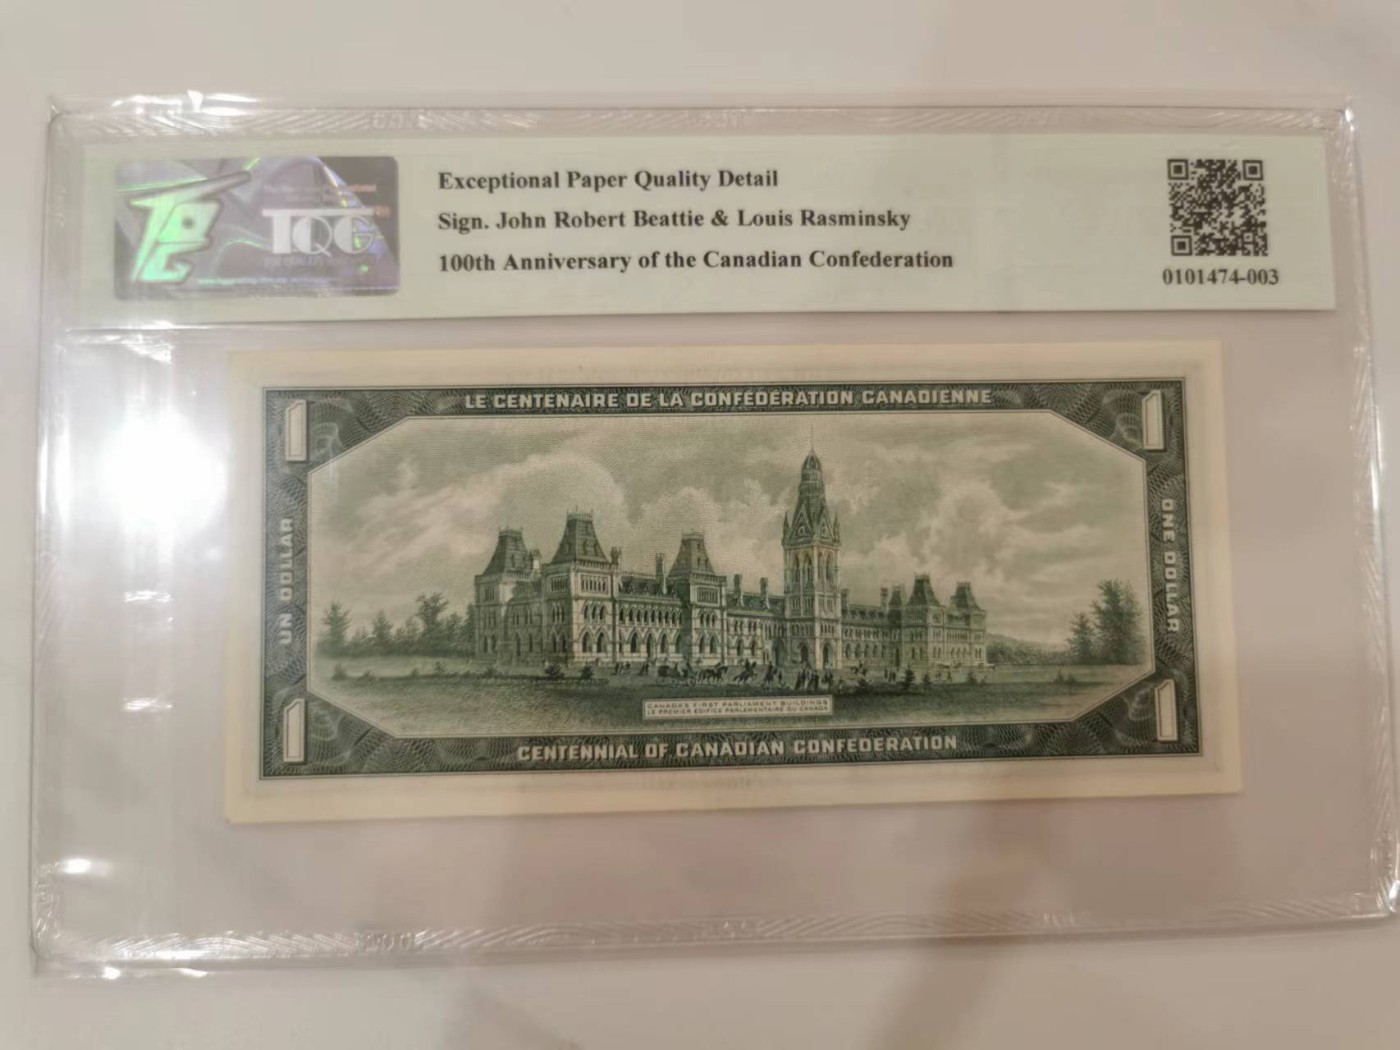 TQG
Exceptional Paper Quality Detail
Sign. John Robert Beattie & Louis Rasminsky
100th Anniversary of the Canadian Confederation
0101474-003
LE CENTENAIRE DE LA CONFÉDÉRATION CANADIENNE
1
1
UN DOLLAR
ONE DOLLAR
CANADA'S FIRST PARLIAMENT BUILDINGS
LE PREMIER ÉDIFICE PARLEMENTAIRE DU CANADA
1
1
CENTENNIAL OF CANADIAN CONFEDERATION